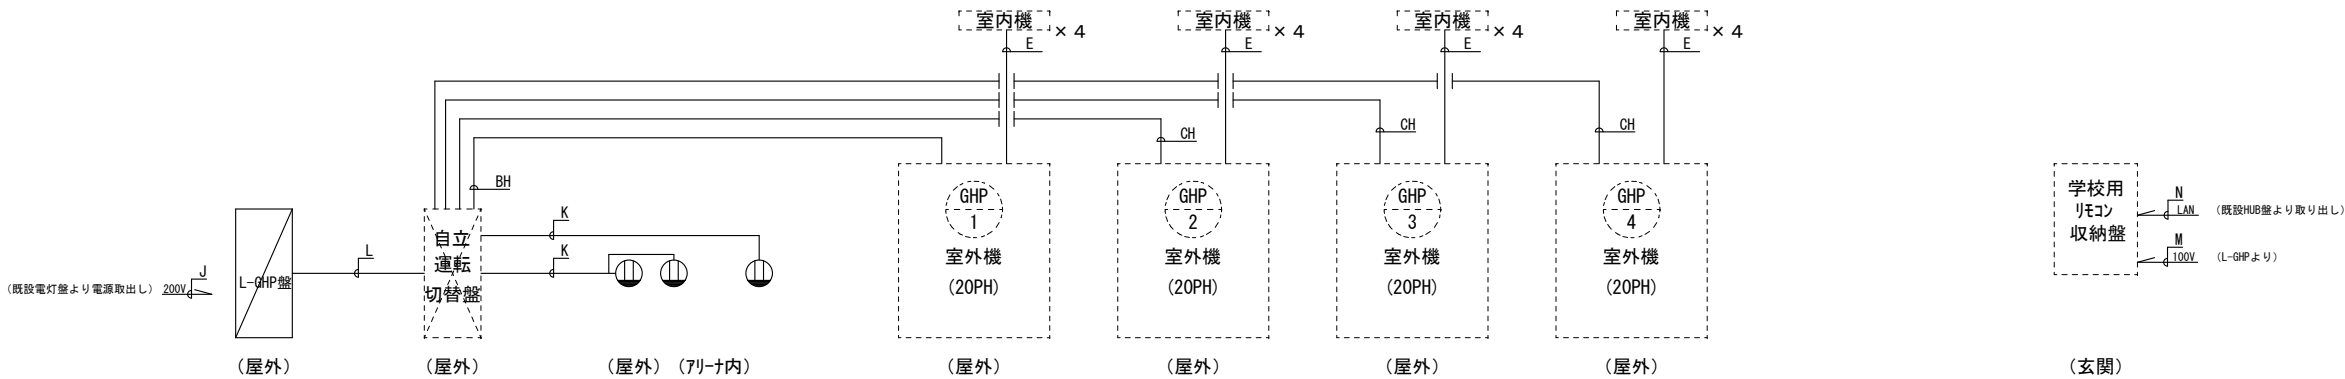 室内機
× 4
室内機
× 4
室内機
× 4
室内機
× 4
E
E
E
E
CH
CH
CH
BH
GHP
1
室外機
(20PH)
GHP
2
室外機
(20PH)
GHP
3
室外機
(20PH)
GHP
4
室外機
(20PH)
学校用
リモコン
収納盤
N
LAN
(既設HUB盤より取り出し)
M
100V
(L-GHPより)
K
K
自立
運転
切替盤
L
L-GHP盤
J
(既設電灯盤より電源取出し)
200V
(屋外)
(屋外)
(屋外)
(アリーナ内)
(屋外)
(屋外)
(屋外)
(屋外)
(玄関)